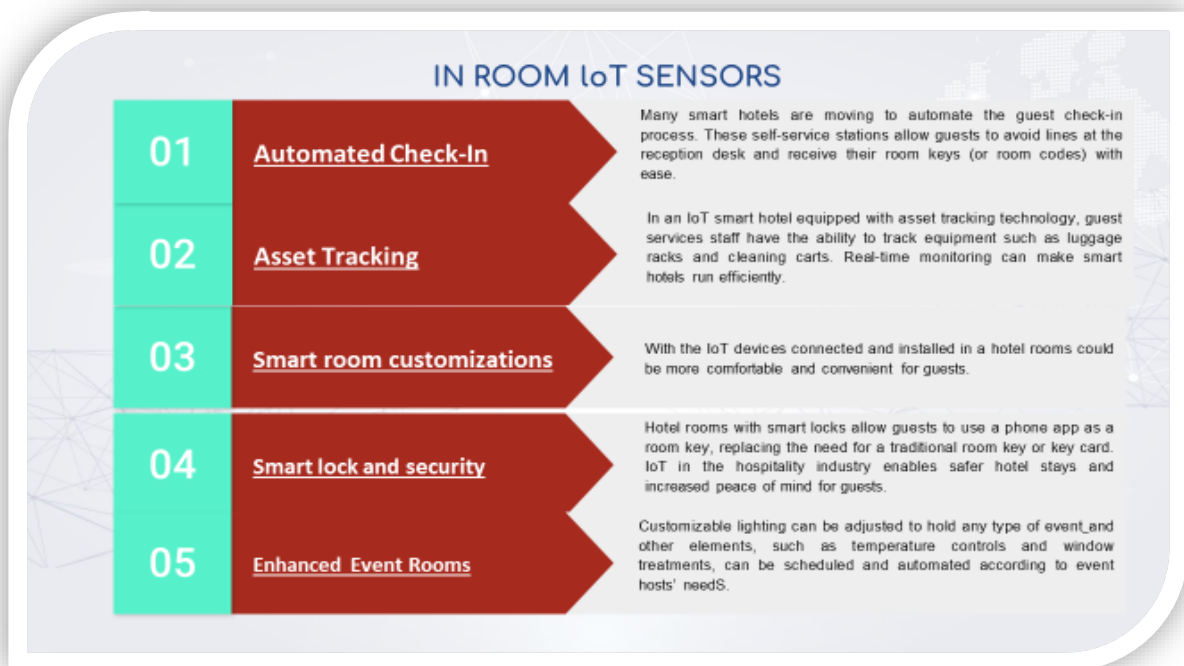 IN ROOM loT SENSORS
01
Automated Check-In
Many smart hotels are moving to automate the guest check-in
process. These self-service stations allow guests to avoid lines at the
reception desk and receive their room keys (or room codes) with
ease.
02
Asset Tracking
In an IoT smart hotel equipped with asset tracking technology, guest
services staff have the ability to track equipment such as luggage
racks and cleaning carts. Real-time monitoring can make smart
hotels run efficiently.
03
Smart room customizations
With the IoT devices connected and installed in a hotel rooms could
be more comfortable and convenient for guests.
04
Smart lock and security
Hotel rooms with smart locks allow guests to use a phone app as a
room key, replacing the need for a traditional room key or key card.
IoT in the hospitality industry enables safer hotel stays and
increased peace of mind for guests.
05
Enhanced Event Rooms
Customizable lighting can be adjusted to hold any type of event_and
other elements, such as temperature controls and window
treatments, can be scheduled and automated according to event
hosts' needS.